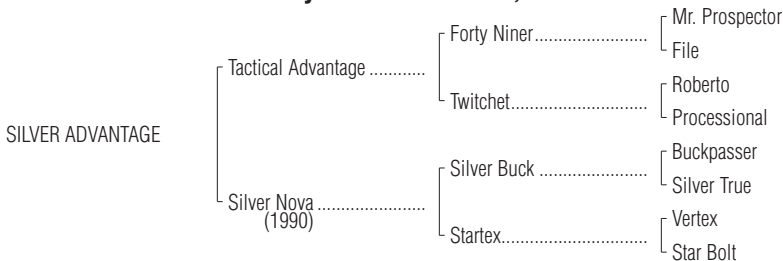 Mr. Prospector
Forty Niner
File
Tactical Advantage
Roberto
Twitchet
Processional
SILVER ADVANTAGE
Buckpasser
Silver Buck
Silver True
Silver Nova
(1990)
Vertex
Startex
Star Bolt